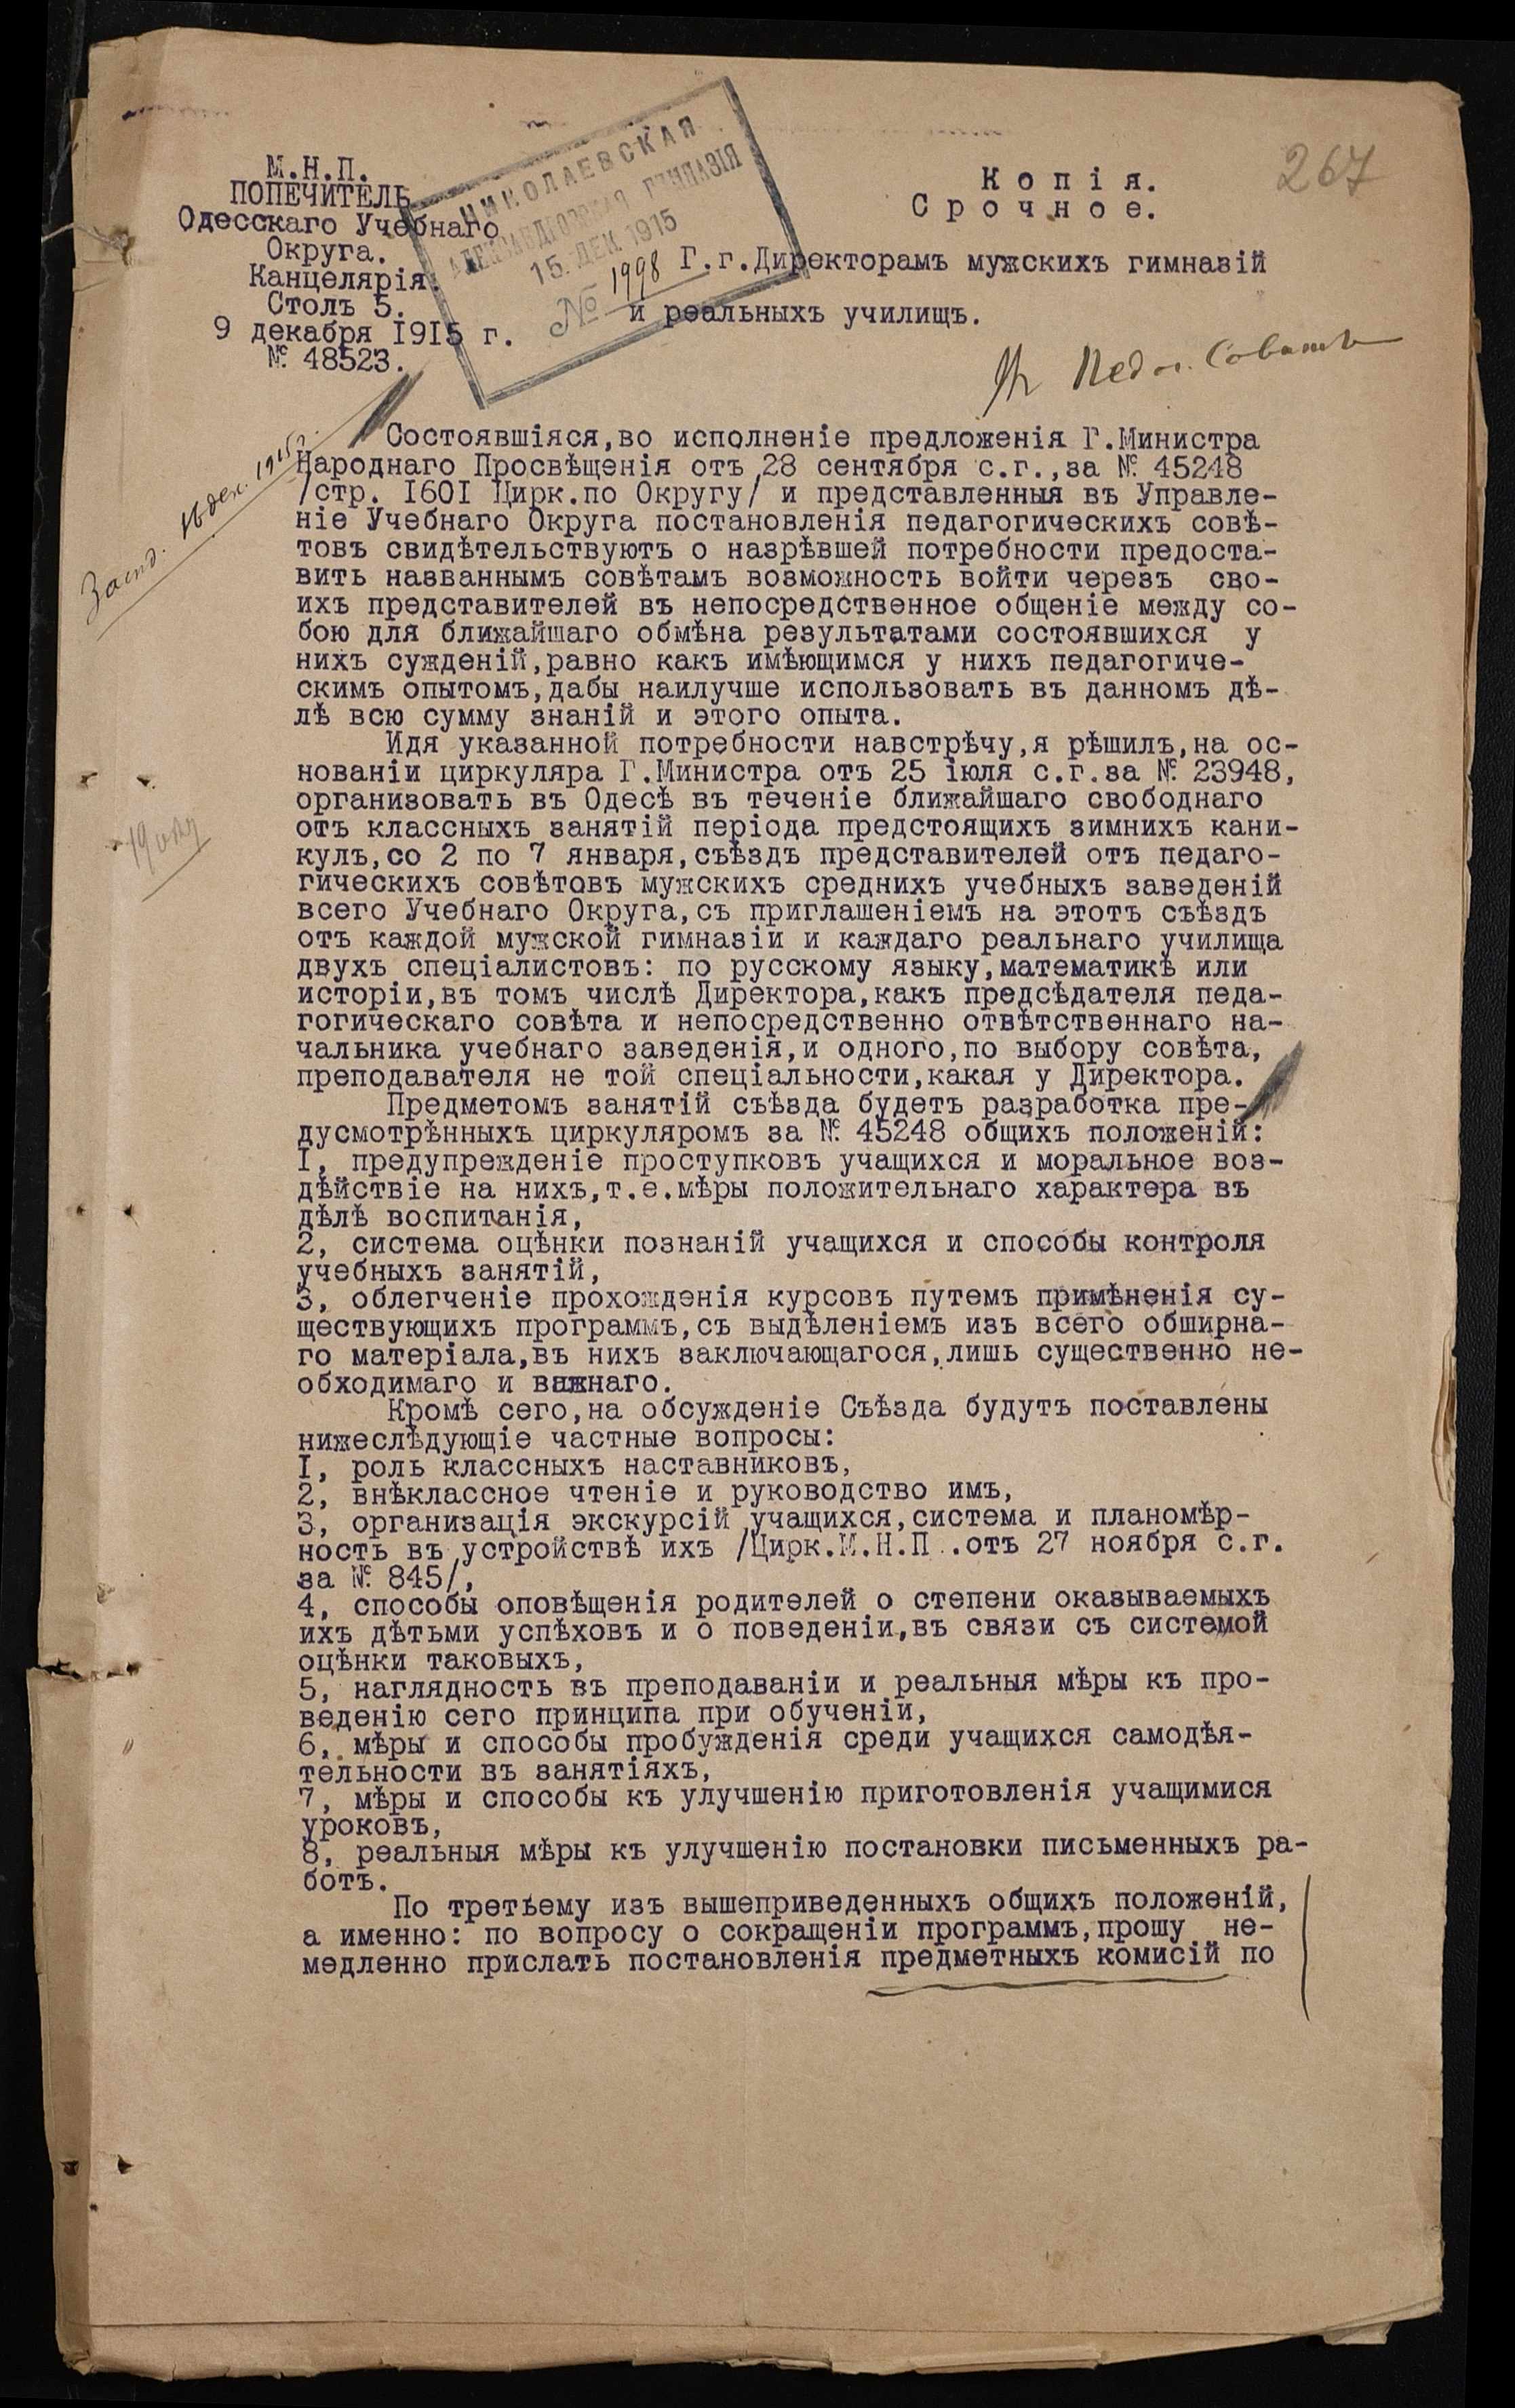 267
М.Н.П.
ПОПЕЧИТЕЛЬ
Одесскаго Учебнаго
Округа.
Канцелярія.
Столъ 5.
9 декабря 1915 г.
№ 48523.
НИКОЛАЕВСКАЯ
АЛЕКСАНДРОВСКАЯ ГИМНАЗІЯ
15. ДЕК. 1915
№ 1998
Копія.
Срочное.
Г.г.Директорамъ мужскихъ гимназій
и реальныхъ училищъ.
Педаг. Советъ
16 дек. 1915 г.
Состоявшіяся,во исполненіе предложенія Г.Министра
Народнаго Просвѣщенія отъ 28 сентября с.г.,за № 45248
/стр. I60I Цирк.по Округу/ и представленныя въ Управле-
ніе Учебнаго Округа постановленія педагогическихъ совѣ-
товъ свидѣтельствуютъ о назрѣвшей потребности предоста-
вить названнымъ совѣтамъ возможность войти черезъ сво-
ихъ представителей въ непосредственное общеніе между со-
бою для ближайшаго обмѣна результатами состоявшихся у
нихъ сужденій,равно какъ имѣющимся у нихъ педагогиче-
скимъ опытомъ,дабы наилучше использовать въ данномъ дѣ-
лѣ всю сумму знаній и этого опыта.
Идя указанной потребности навстрѣчу,я рѣшилъ,на ос-
нованіи циркуляра Г.Министра отъ 25 іюля с.г.за № 23948,
организовать въ Одесѣ въ теченіе ближайшаго свободнаго
отъ классныхъ занятій періода предстоящихъ зимнихъ кани-
кулъ,со 2 по 7 января,съѣздъ представителей отъ педаго-
гическихъ совѣтовъ мужскихъ среднихъ учебныхъ заведеній
всего Учебнаго Округа,съ приглашеніемъ на этотъ съѣздъ
отъ каждой мужской гимназіи и каждаго реальнаго училища
двухъ спеціалистовъ: по русскому языку,математикѣ или
исторіи,въ томъ числѣ Директора,какъ предсѣдателя педа-
гогическаго совѣта и непосредственно отвѣтственнаго на-
чальника учебнаго заведенія,и одного,по выбору совѣта,
преподавателя не той спеціальности,какая у Директора.
Предметомъ занятій съѣзда будетъ разработка пре-
дусмотрѣнныхъ циркуляромъ за № 45248 общихъ положеній:
I, предупрежденіе проступковъ учащихся и моральное воз-
дѣйствіе на нихъ,т.е.мѣры положительнаго характера въ
дѣлѣ воспитанія,
2, система оцѣнки познаній учащихся и способы контроля
учебныхъ занятій,
3, облегченіе прохожденія курсовъ путемъ примѣненія су-
ществующихъ программъ,съ выдѣленіемъ изъ всего обширна-
го матеріала,въ нихъ заключающагося,лишь существенно не-
обходимаго и важнаго.
Кромѣ сего,на обсужденіе Съѣзда будутъ поставлены
нижеслѣдующіе частные вопросы:
I, роль классныхъ наставниковъ,
2, внѣклассное чтеніе и руководство имъ,
3, организація экскурсій учащихся,система и планомѣр-
ность въ устройствѣ ихъ /Цирк.М.Н.П..отъ 27 ноября с.г.
за № 845/,
4, способы оповѣщенія родителей о степени оказываемыхъ
ихъ дѣтьми успѣховъ и о поведеніи,въ связи съ системой
оцѣнки таковыхъ,
5, наглядность въ преподаваніи и реальныя мѣры къ про-
веденію сего принципа при обученіи,
6, мѣры и способы пробужденія среди учащихся самодѣя-
тельности въ занятіяхъ,
7, мѣры и способы къ улучшенію приготовленія учащимися
уроковъ,
8, реальныя мѣры къ улучшенію постановки письменныхъ ра-
ботъ.
По третьему изъ вышеприведенныхъ общихъ положеній,
а именно: по вопросу о сокращеніи программъ,прошу не-
медленно прислать постановленія предметныхъ комисій по